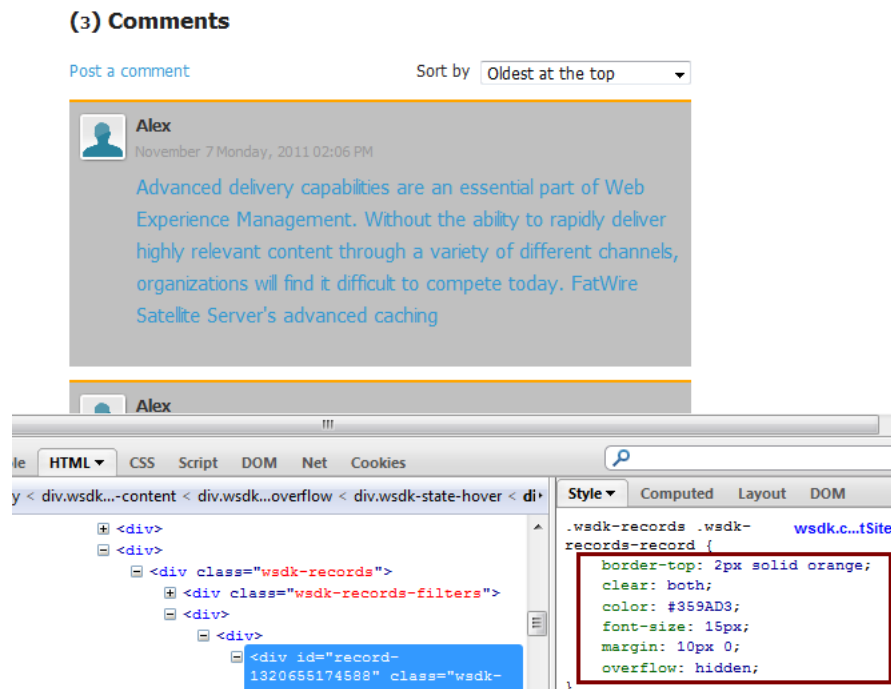 (3) Comments
Post a comment
Sort by Oldest at the top
Alex
November 7 Monday, 2011 02:06 PM
Advanced delivery capabilities are an essential part of Web
Experience Management. Without the ability to rapidly deliver
highly relevant content through a variety of different channels,
organizations will find it difficult to compete today. FatWire
Satellite Server's advanced caching
Alex
le HTML CSS Script DOM Net Cookies
y < div.wsdk...-content < div.wsdk...overflow < div.wsdk-state-hover < di
<div>
<div>
<div class="wsdk-records">
<div class="wsdk-records-filters">
<div>
<div>
<div id="record-
1320655174588" class="wsdk-
Style Computed Layout DOM
.wsdk-records .wsdk- wsdk.c...tSite
records-record {
border-top: 2px solid orange;
clear: both;
color: #359AD3;
font-size: 15px;
margin: 10px 0;
overflow: hidden;
}